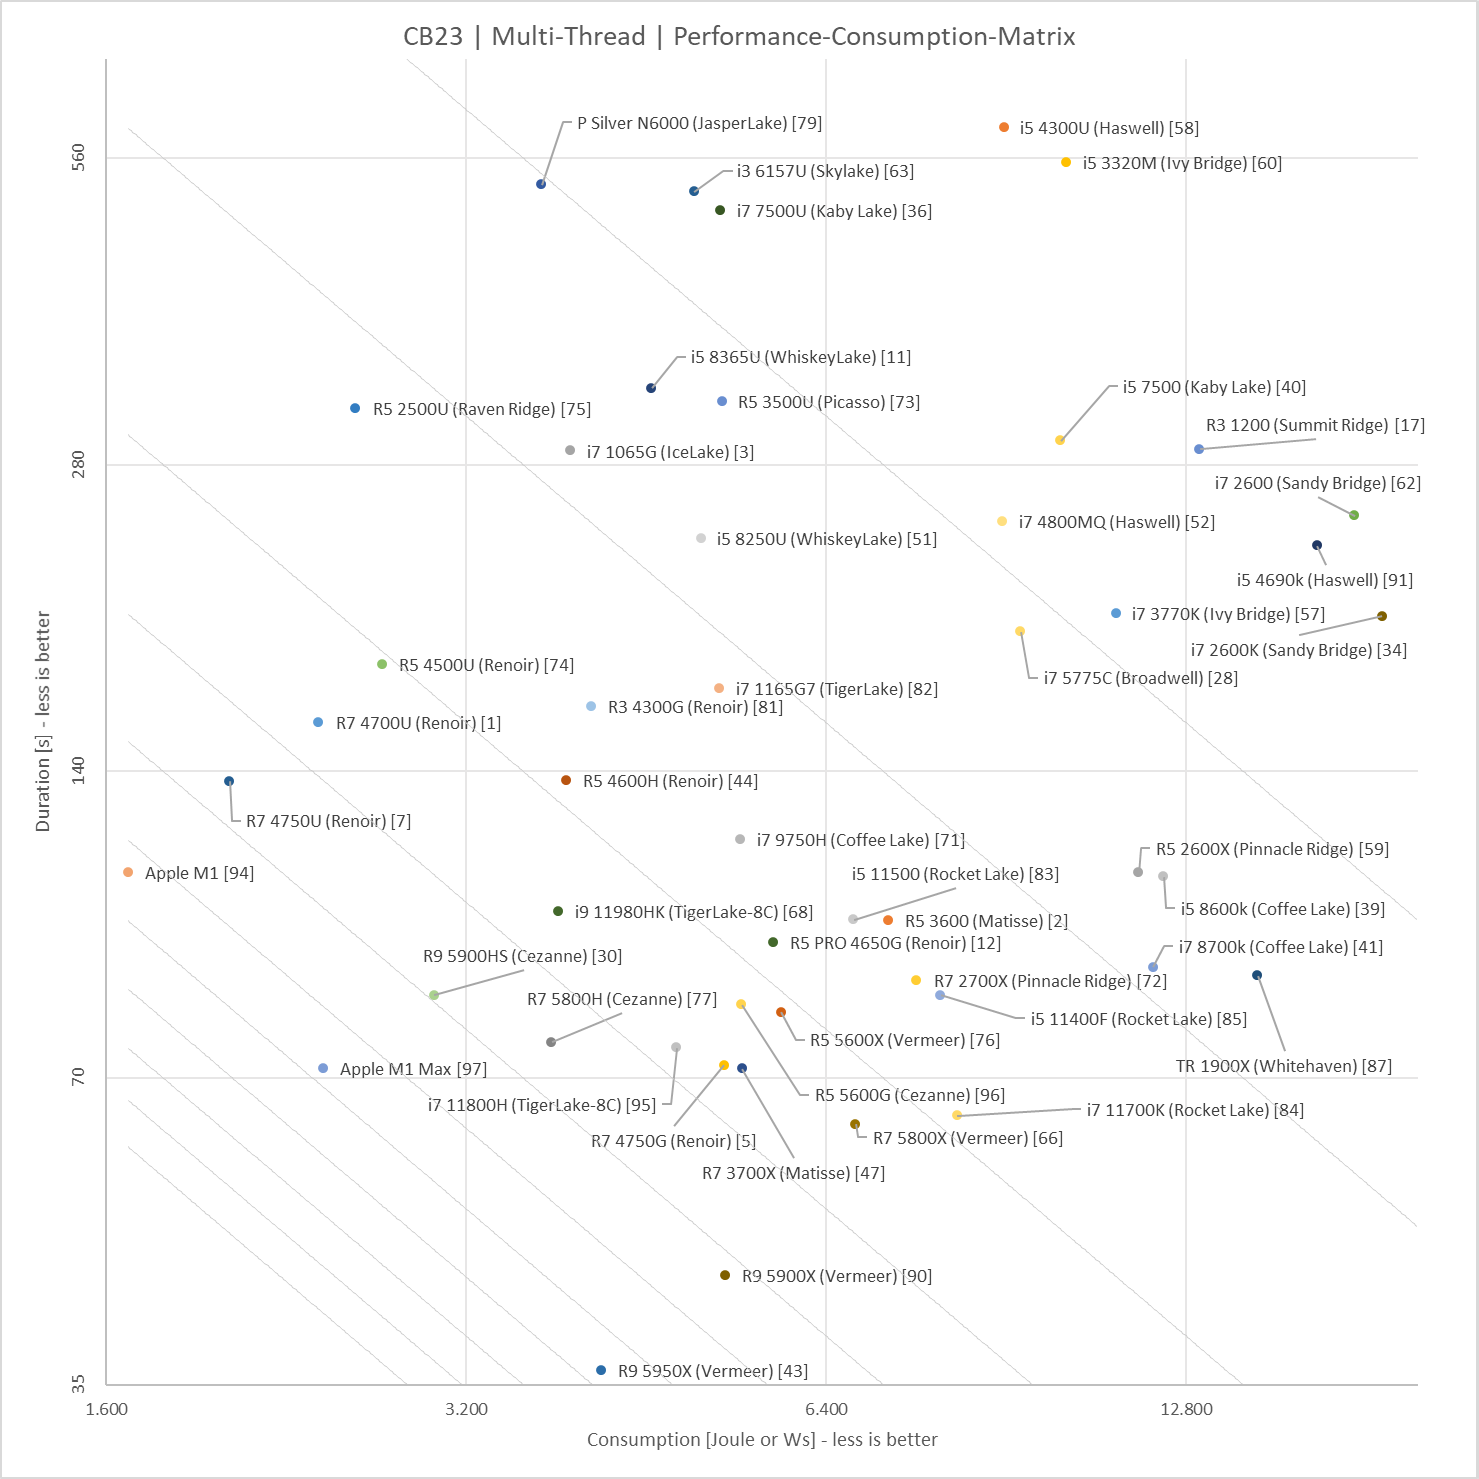 CB23 | Multi-Thread | Performance-Consumption-Matrix
P Silver N6000 (JasperLake) [79]
i5 4300U (Haswell) [58]
560
i5 3320M (Ivy Bridge) [60]
i3 6157U (Skylake) [63]
i7 7500U (Kaby Lake) [36]
i5 8365U (WhiskeyLake) [11]
i5 7500 (Kaby Lake) [40]
R5 3500U (Picasso) [73]
R5 2500U (Raven Ridge) [75]
R3 1200 (Summit Ridge) [17]
i7 1065G (IceLake) [3]
280
i7 2600 (Sandy Bridge) [62]
i7 4800MQ (Haswell) [52]
i5 8250U (WhiskeyLake) [51]
i5 4690k (Haswell) [91]
i7 3770K (Ivy Bridge) [57]
i7 2600K (Sandy Bridge) [34]
R5 4500U (Renoir) [74]
i7 5775C (Broadwell) [28]
i7 1165G7 (TigerLake) [82]
R3 4300G (Renoir) [81]
R7 4700U (Renoir) [1]
Duration [s] - less is better
140
R5 4600H (Renoir) [44]
R7 4750U (Renoir) [7]
i7 9750H (Coffee Lake) [71]
R5 2600X (Pinnacle Ridge) [59]
Apple M1 [94]
i5 11500 (Rocket Lake) [83]
i5 8600k (Coffee Lake) [39]
i9 11980HK (TigerLake-8C) [68]
R5 3600 (Matisse) [2]
R5 PRO 4650G (Renoir) [12]
i7 8700k (Coffee Lake) [41]
R9 5900HS (Cezanne) [30]
R7 2700X (Pinnacle Ridge) [72]
R7 5800H (Cezanne) [77]
i5 11400F (Rocket Lake) [85]
R5 5600X (Vermeer) [76]
TR 1900X (Whitehaven) [87]
Apple M1 Max [97]
70
R5 5600G (Cezanne) [96]
i7 11800H (TigerLake-8C) [95]
i7 11700K (Rocket Lake) [84]
R7 5800X (Vermeer) [66]
R7 4750G (Renoir) [5]
R7 3700X (Matisse) [47]
R9 5900X (Vermeer) [90]
R9 5950X (Vermeer) [43]
35
1.600
3.200
6.400
12.800
Consumption [Joule or Ws] - less is better